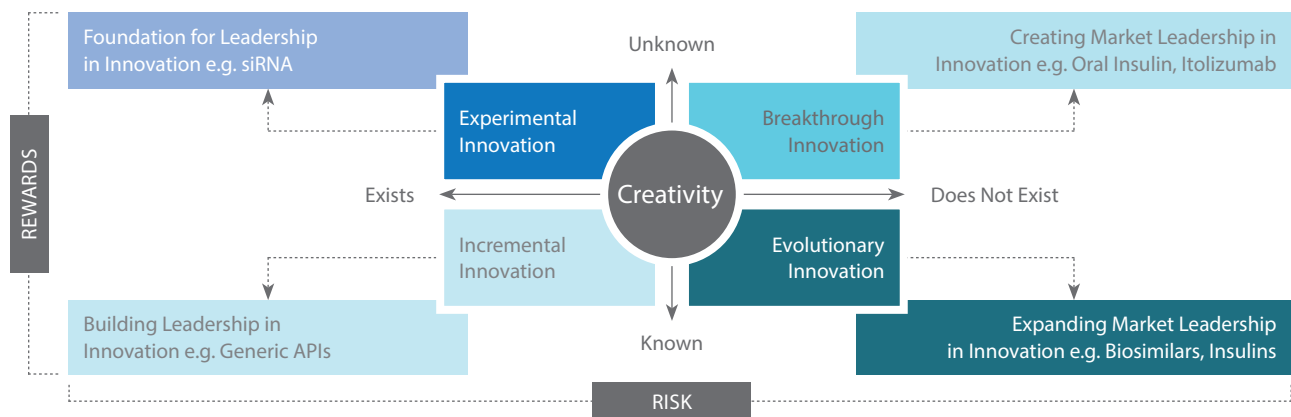 Foundation for Leadership
in Innovation e.g. siRNA
Unknown
Creating Market Leadership in
Innovation e.g. Oral Insulin, Itolizumab
Experimental
Innovation
Breakthrough
Innovation
REWARDS
Exists
Creativity
Does Not Exist
Incremental
Innovation
Evolutionary
Innovation
Building Leadership in
Innovation e.g. Generic APIs
Known
Expanding Market Leadership
in Innovation e.g. Biosimilars, Insulins
RISK